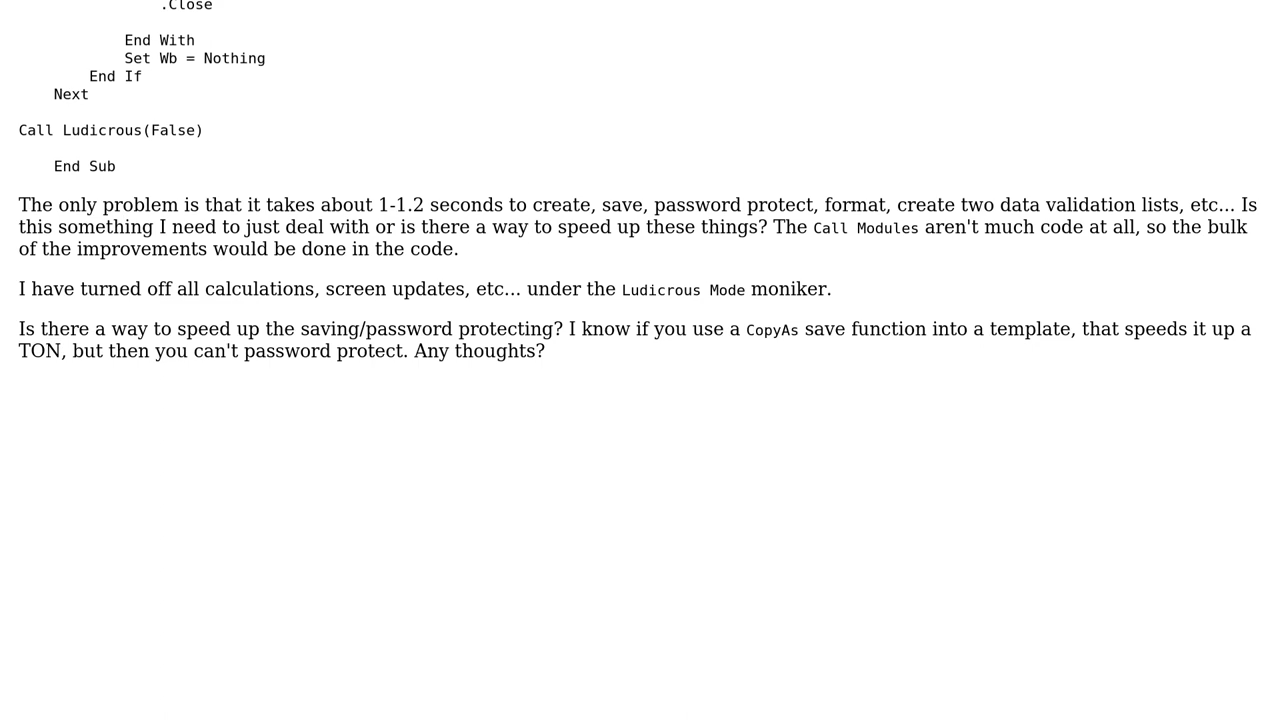 .Close
End With
Set Wb = Nothing
End If
Next
Call Ludicrous(False)
End Sub
The only problem is that it takes about 1-1.2 seconds to create, save, password protect, format, create two data validation lists, etc... Is
this something I need to just deal with or is there a way to speed up these things? The Call Modules aren't much code at all, so the bulk
of the improvements would be done in the code.
I have turned off all calculations, screen updates, etc... under the Ludicrous Mode moniker.
Is there a way to speed up the saving/password protecting? I know if you use a CopyAs save function into a template, that speeds it up a
TON, but then you can't password protect. Any thoughts?